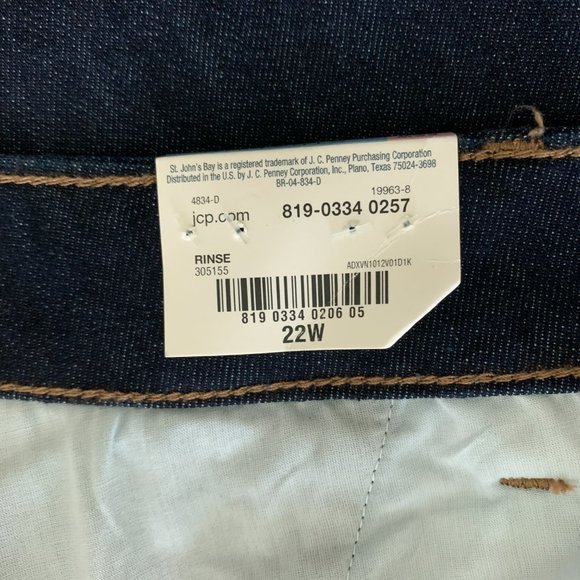 St. John's Bay is a registered trademark of J. C. Penney Purchasing Corporation
Distributed in the U.S. by J. C. Penney Corporation, Inc., Plano, Texas 75024-3698
BR-04-834-D
4834-D 19963-8
jcp.com 819-0334 0257
RINSE
305155 ADXVN1012V01D1K
819 0334 0206 05
22W